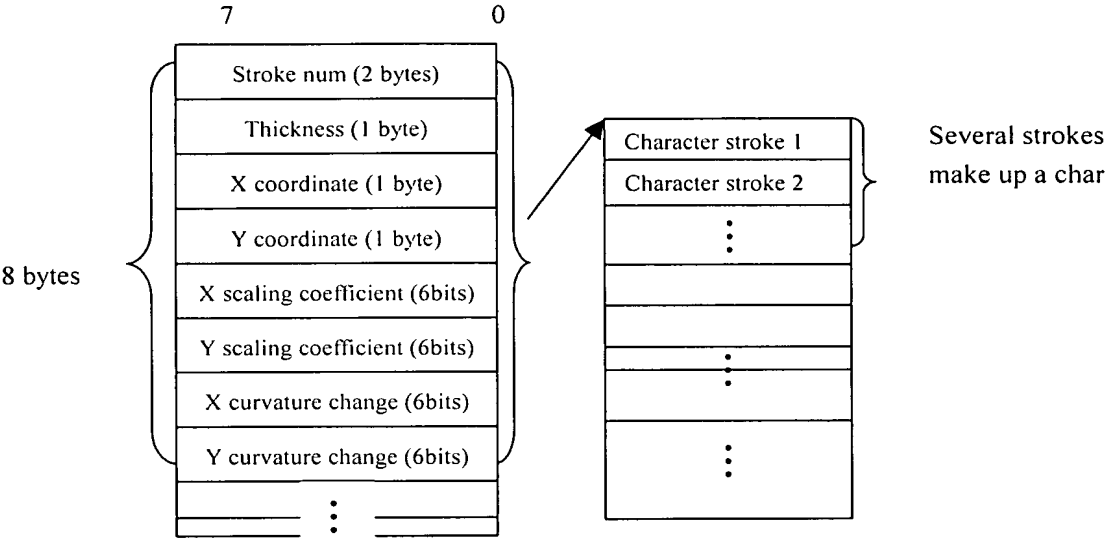 7 0
Stroke num (2 bytes)
Thickness (1 byte)
X coordinate (1 byte)
Y coordinate (1 byte)
X scaling coefficient (6bits)
Y scaling coefficient (6bits)
X curvature change (6bits)
Y curvature change (6bits)
8 bytes
Character stroke 1
Character stroke 2
Several strokes
make up a char